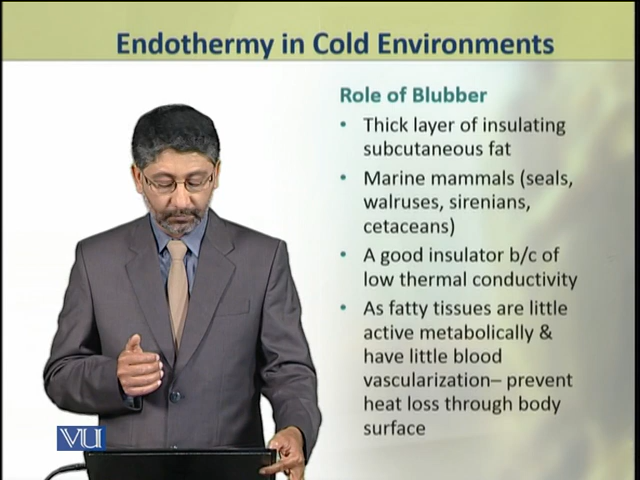 Endothermy in Cold Environments
Role of Blubber
• Thick layer of insulating
subcutaneous fat
• Marine mammals (seals,
walruses, sirenians,
cetaceans)
• A good insulator b/c of
low thermal conductivity
• As fatty tissues are little
active metabolically &
have little blood
vascularization– prevent
heat loss through body
surface
VU